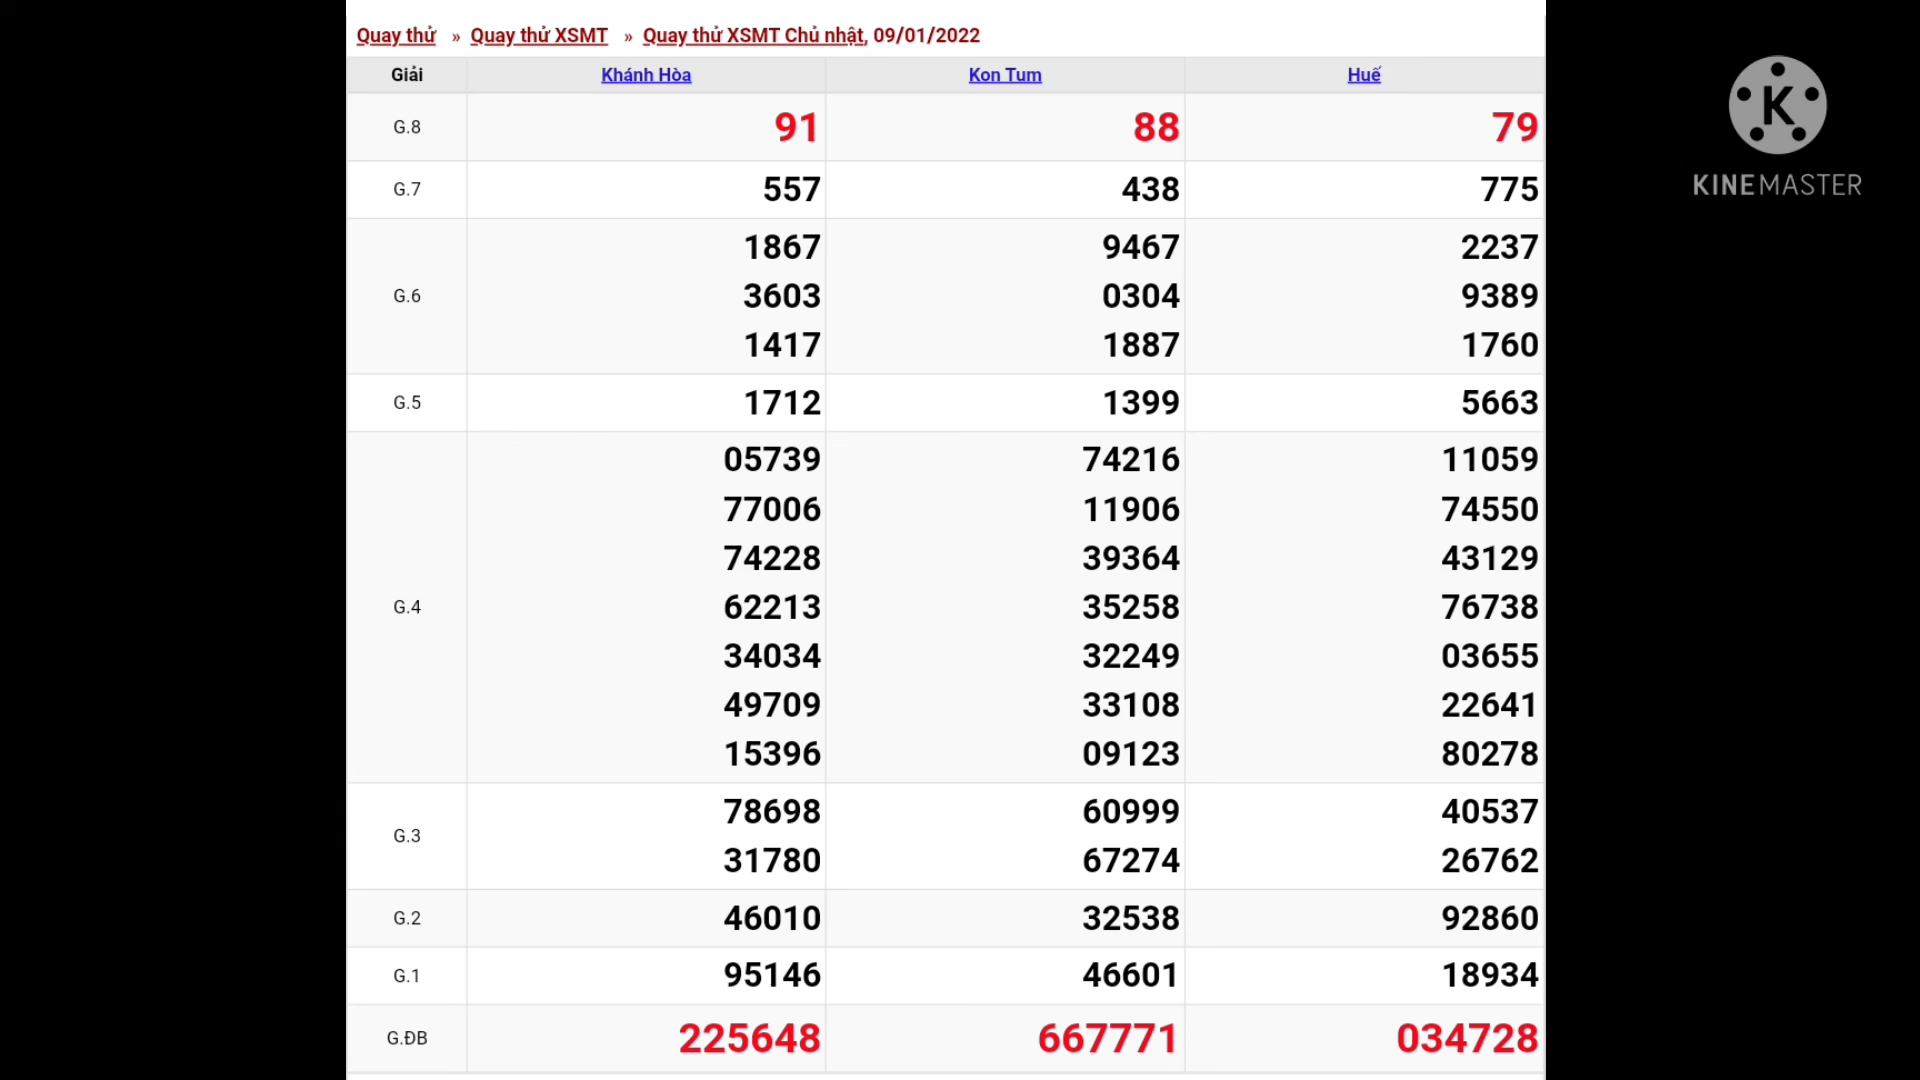 Quay thử » Quay thử XSMT » Quay thử XSMT Chủ nhật, 09/01/2022
Giải Khánh Hòa Kon Tum Huế
G.8 91 88 79
G.7 557 438 775
G.6
1867 9467 2237
3603 0304 9389
1417 1887 1760
G.5 1712 1399 5663
G.4
05739 74216 11059
77006 11906 74550
74228 39364 43129
62213 35258 76738
34034 32249 03655
49709 33108 22641
15396 09123 80278
G.3
78698 60999 40537
31780 67274 26762
G.2 46010 32538 92860
G.1 95146 46601 18934
G.ĐB 225648 667771 034728
K
KINEMASTER